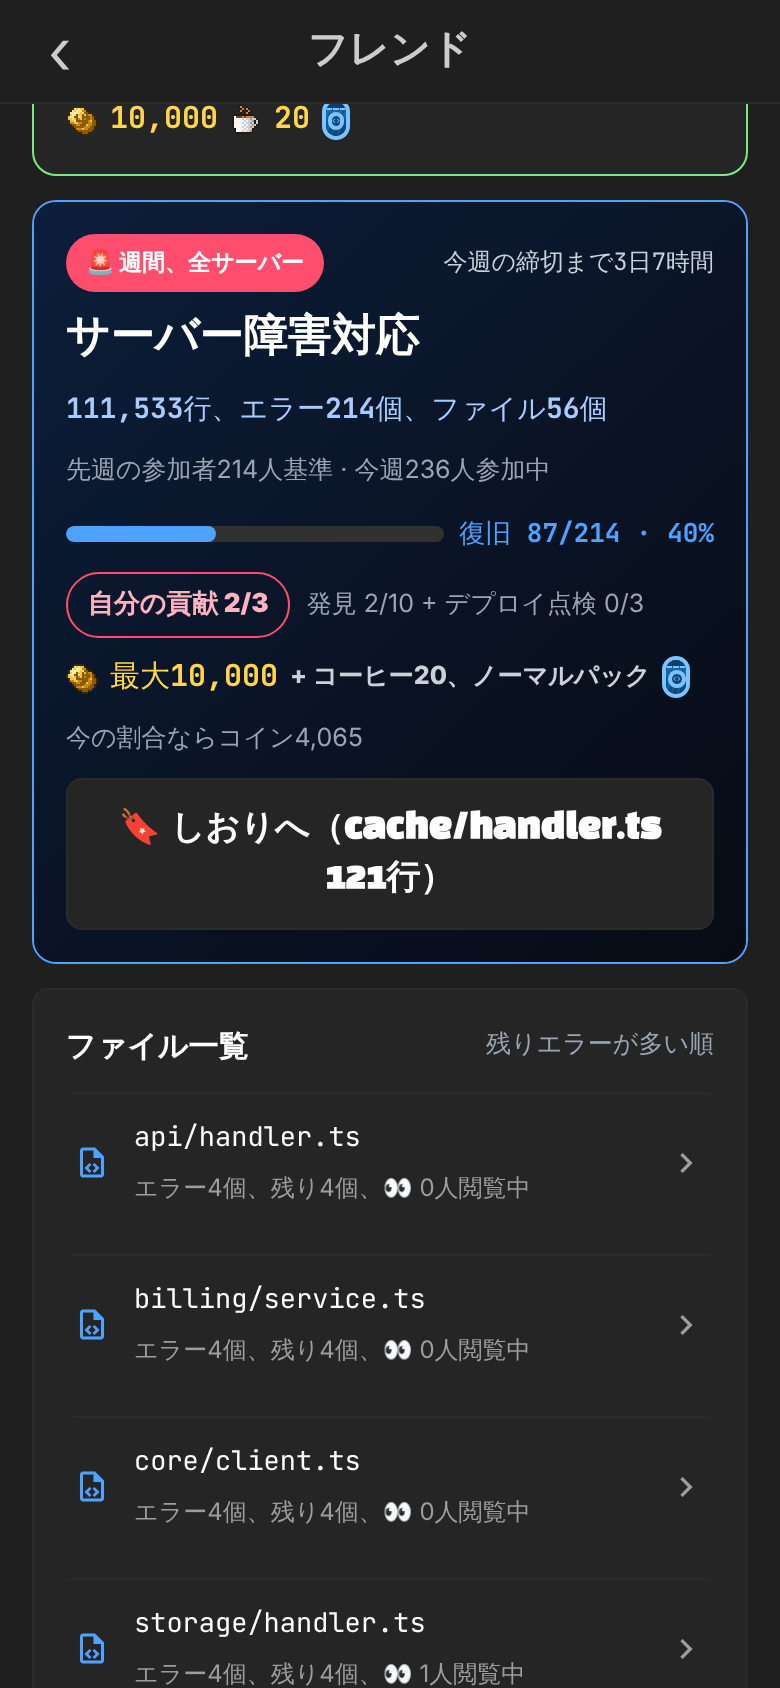 フレンド
10,000 20
週間、全サーバー 今週の締切まで3日7時間
サーバー障害対応
111,533行、エラー214個、ファイル56個
先週の参加者214人基準 · 今週236人参加中
復旧 87/214 · 40%
自分の貢献 2/3 発見 2/10 + デプロイ点検 0/3
最大10,000 + コーヒー20、ノーマルパック
今の割合ならコイン4,065
しおりへ（cache/handler.ts
121行）
ファイル一覧 残りエラーが多い順
api/handler.ts
エラー4個、残り4個、👀 0人閲覧中
billing/service.ts
エラー4個、残り4個、👀 0人閲覧中
core/client.ts
エラー4個、残り4個、👀 0人閲覧中
storage/handler.ts
エラー4個、残り4個、👀 1人閲覧中